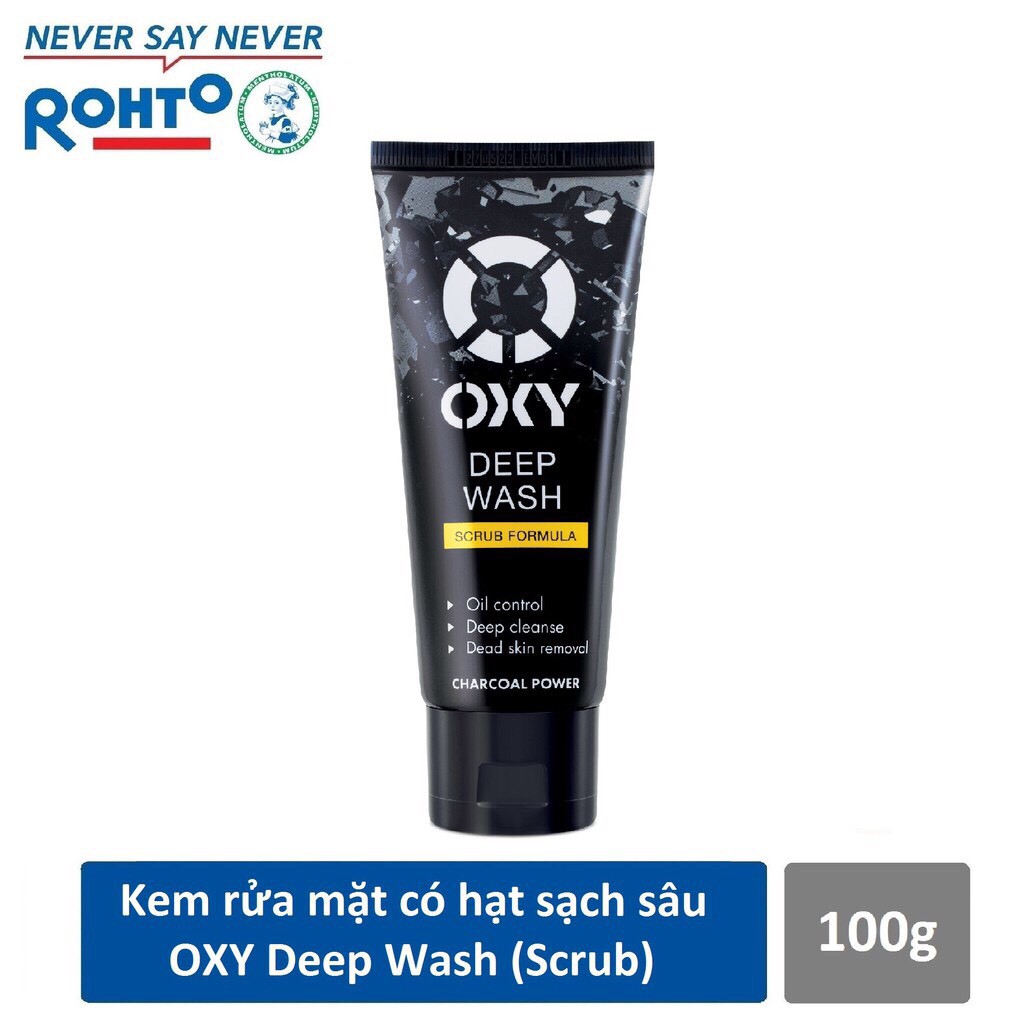 NEVER SAY NEVER
ROHTO
MENTHOLATUM
OXY
DEEP
WASH
SCRUB FORMULA
Oil control
Deep cleanse
Dead skin removal
CHARCOAL POWER
Kem rửa mặt có hạt sạch sâu
OXY Deep Wash (Scrub)
100g